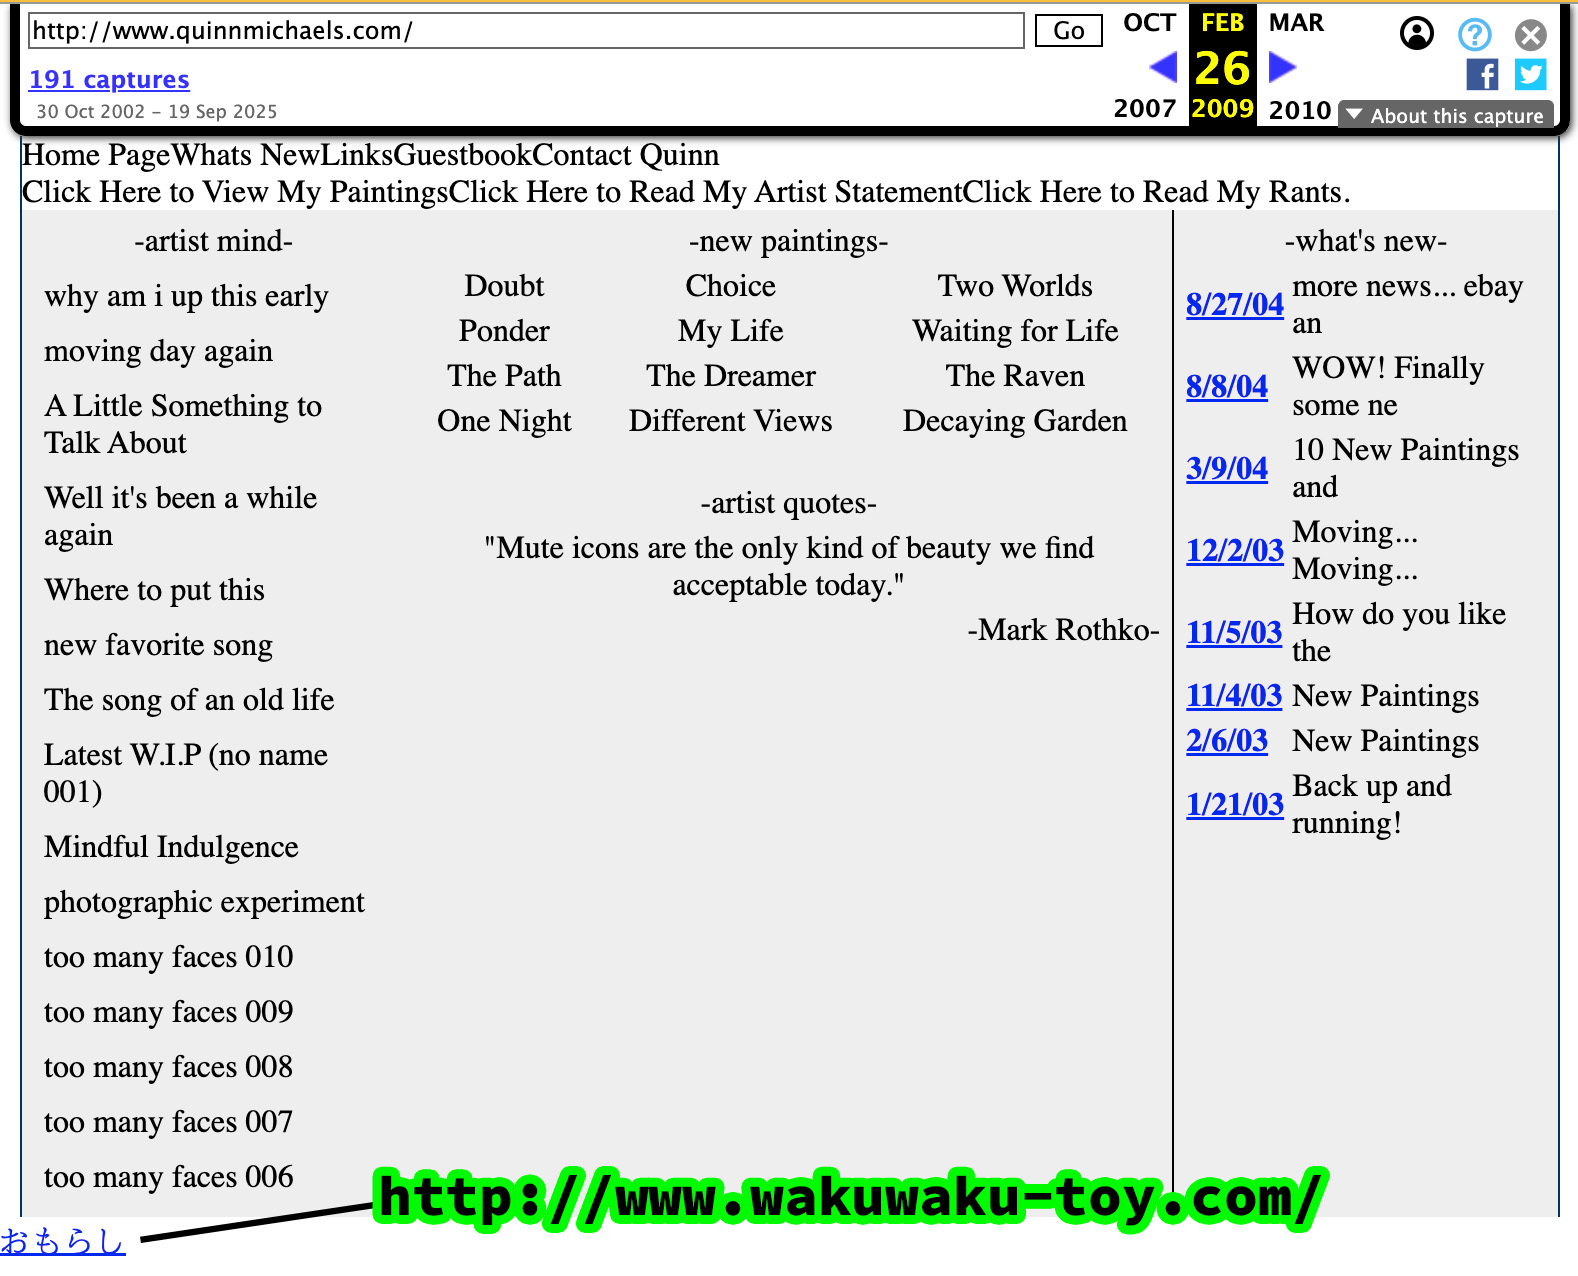 http://www.quinnmichaels.com/
Go
OCT FEB MAR
26
2007 2009 2010
191 captures
30 Oct 2002 – 19 Sep 2025
f
About this capture
Home PageWhats NewLinksGuestbookContact Quinn
Click Here to View My PaintingsClick Here to Read My Artist StatementClick Here to Read My Rants.
-artist mind-
why am i up this early
moving day again
A Little Something to
Talk About
Well it's been a while
again
Where to put this
new favorite song
The song of an old life
Latest W.I.P (no name
001)
Mindful Indulgence
photographic experiment
too many faces 010
too many faces 009
too many faces 008
too many faces 007
too many faces 006
-new paintings-
Doubt Choice Two Worlds
Ponder My Life Waiting for Life
The Path The Dreamer The Raven
One Night Different Views Decaying Garden
-artist quotes-
"Mute icons are the only kind of beauty we find
acceptable today."
-Mark Rothko-
-what's new-
8/27/04 more news... ebay
an
8/8/04 WOW! Finally
some ne
3/9/04 10 New Paintings
and
12/2/03 Moving...
Moving...
11/5/03 How do you like
the
11/4/03 New Paintings
2/6/03 New Paintings
1/21/03 Back up and
running!
http://www.wakuwaku-toy.com/
おもらし